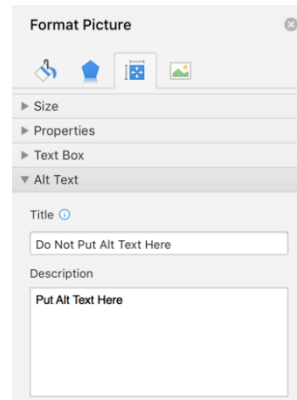 Format Picture
Size
Properties
Text Box
Alt Text
Title
Do Not Put Alt Text Here
Description
Put Alt Text Here